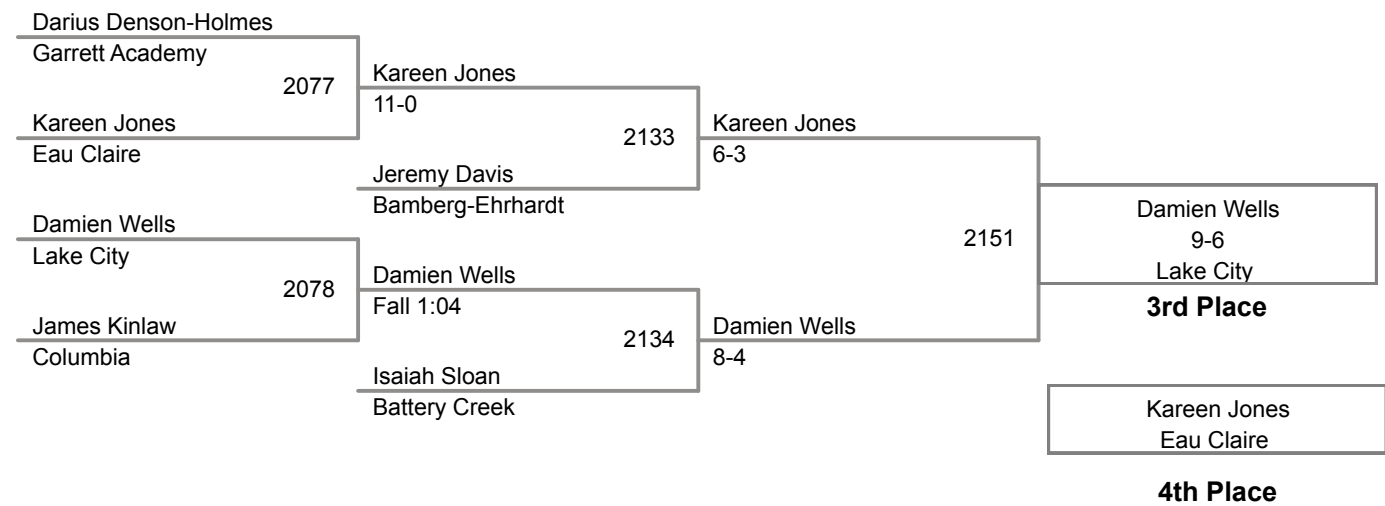 Darius Denson-Holmes
Garrett Academy
2077
Kareen Jones
Eau Claire
Damien Wells
Lake City
2078
James Kinlaw
Columbia
Kareen Jones
11-0
2133
Jeremy Davis
Bamberg-Ehrhardt
Damien Wells
Fall 1:04
2134
Isaiah Sloan
Battery Creek
Kareen Jones
6-3
2151
Damien Wells
8-4
Damien Wells
9-6
Lake City
3rd Place
Kareen Jones
Eau Claire
4th Place